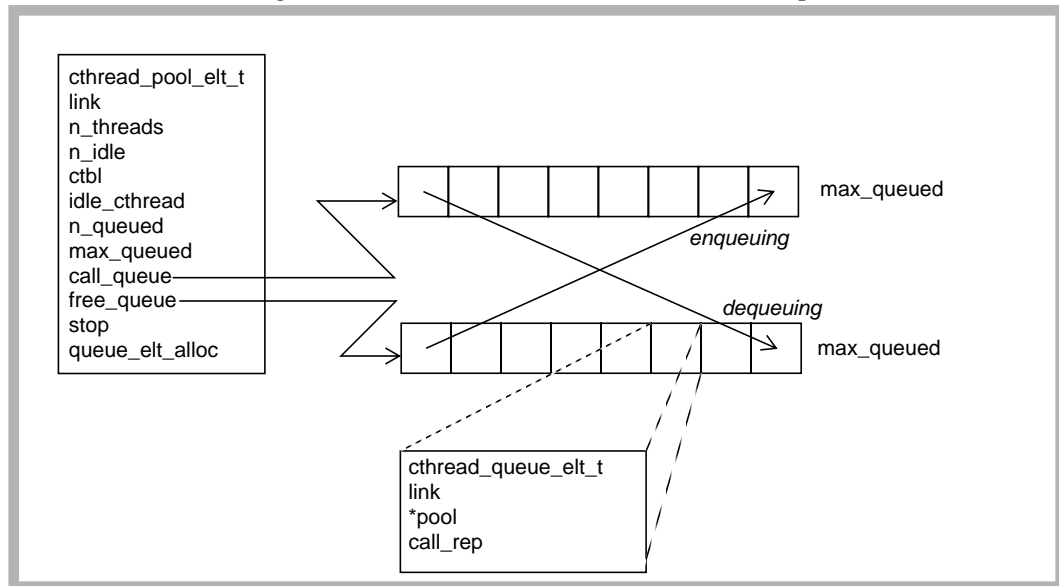 cthread_pool_elt_t
link
n_threads
n_idle
ctbl
idle_cthread
n_queued
max_queued
call_queue
free_queue
stop
queue_elt_alloc
max_queued
enqueuing
dequeuing
max_queued
cthread_queue_elt_t
link
*pool
call_rep